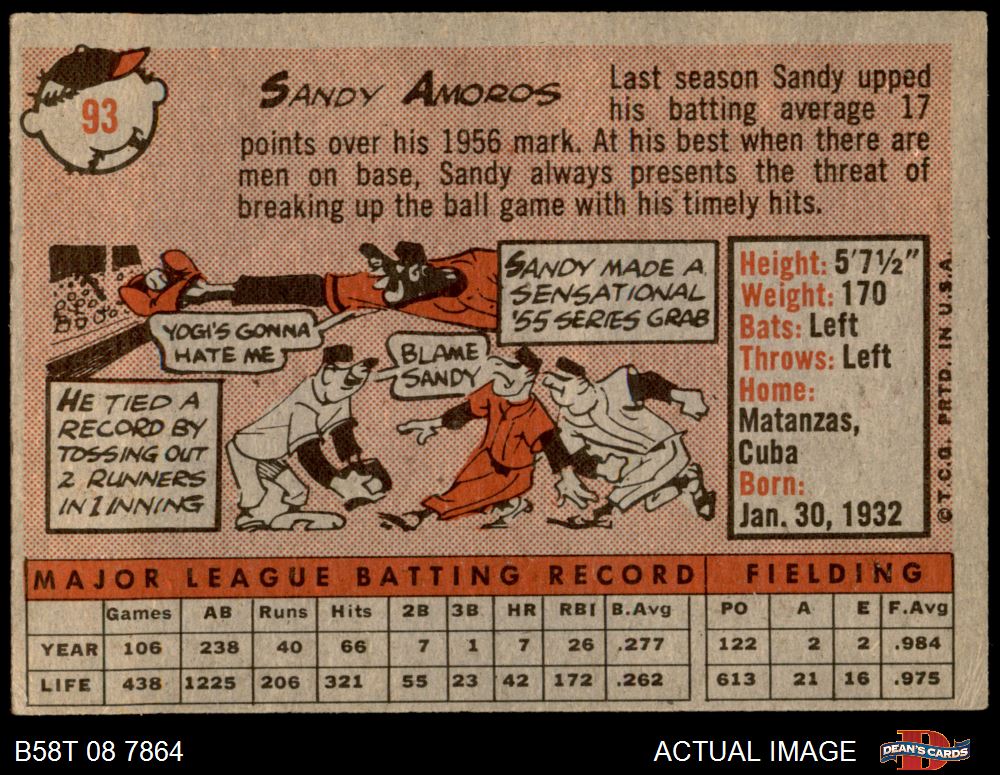 93
SANDY AMOROS
Last season Sandy upped
his batting average 17
points over his 1956 mark. At his best when there are
men on base, Sandy always presents the threat of
breaking up the ball game with his timely hits.
YOGI'S GONNA
HATE ME
SANDY MADE A
SENSATIONAL
'55 SERIES GRAB
BLAME
SANDY
HE TIED A
RECORD BY
TOSSING OUT
2 RUNNERS
IN 1 INNING
Height: 5'7½"
Weight: 170
Bats: Left
Throws: Left
Home:
Matanzas,
Cuba
Born:
Jan. 30, 1932
© T.C.G. PRTD. IN U.S.A.
MAJOR LEAGUE BATTING RECORD FIELDING
Games AB Runs Hits 2B 3B HR RBI B.Avg PO A E F.Avg
YEAR 106 238 40 66 7 1 7 26 .277 122 2 2 .984
LIFE 438 1225 206 321 55 23 42 172 .262 613 21 16 .975
B58T 08 7864
ACTUAL IMAGE
DEAN'S CARDS